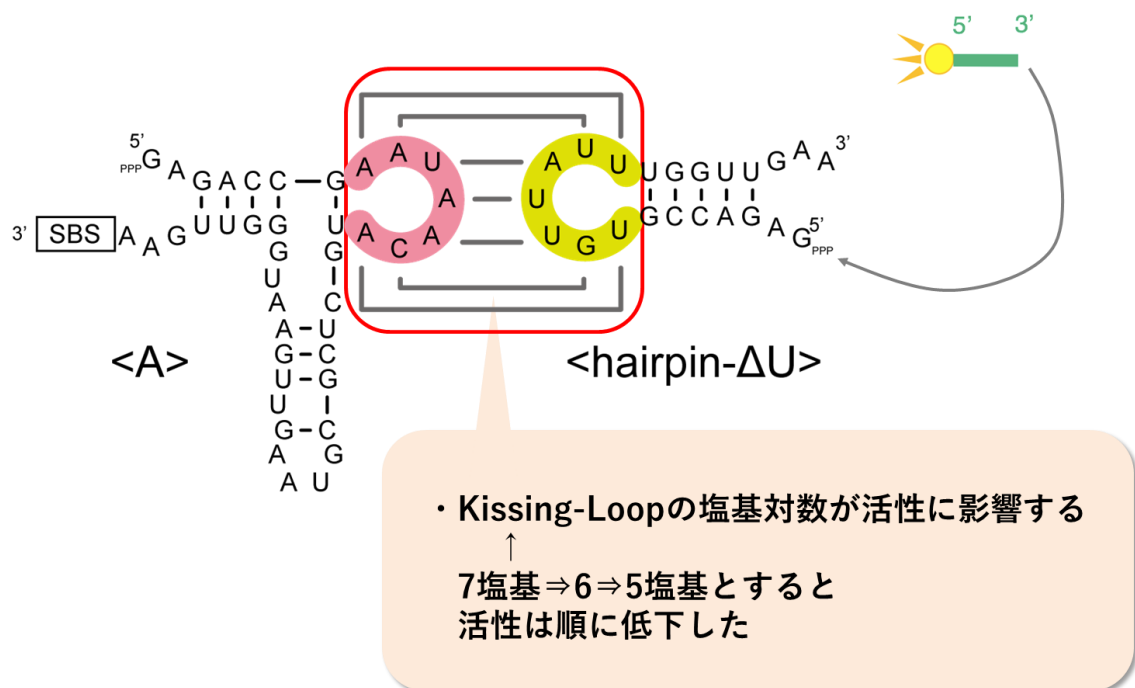 5’ 3’
5’
PPPG A G A C C G
3’ SBS A A G U U G G
G
U
A
A
G
U
U
G
A
A U
G
C
G
C
U
C
G
U
A A U A A C A
A U U U U G U
U G G U U G A A 3’
G C C A G A G 5’
PPP
<A>
<hairpin-ΔU>
・Kissing-Loopの塩基対数が活性に影響する
↑
7塩基⇒6⇒5塩基とすると
活性は順に低下した